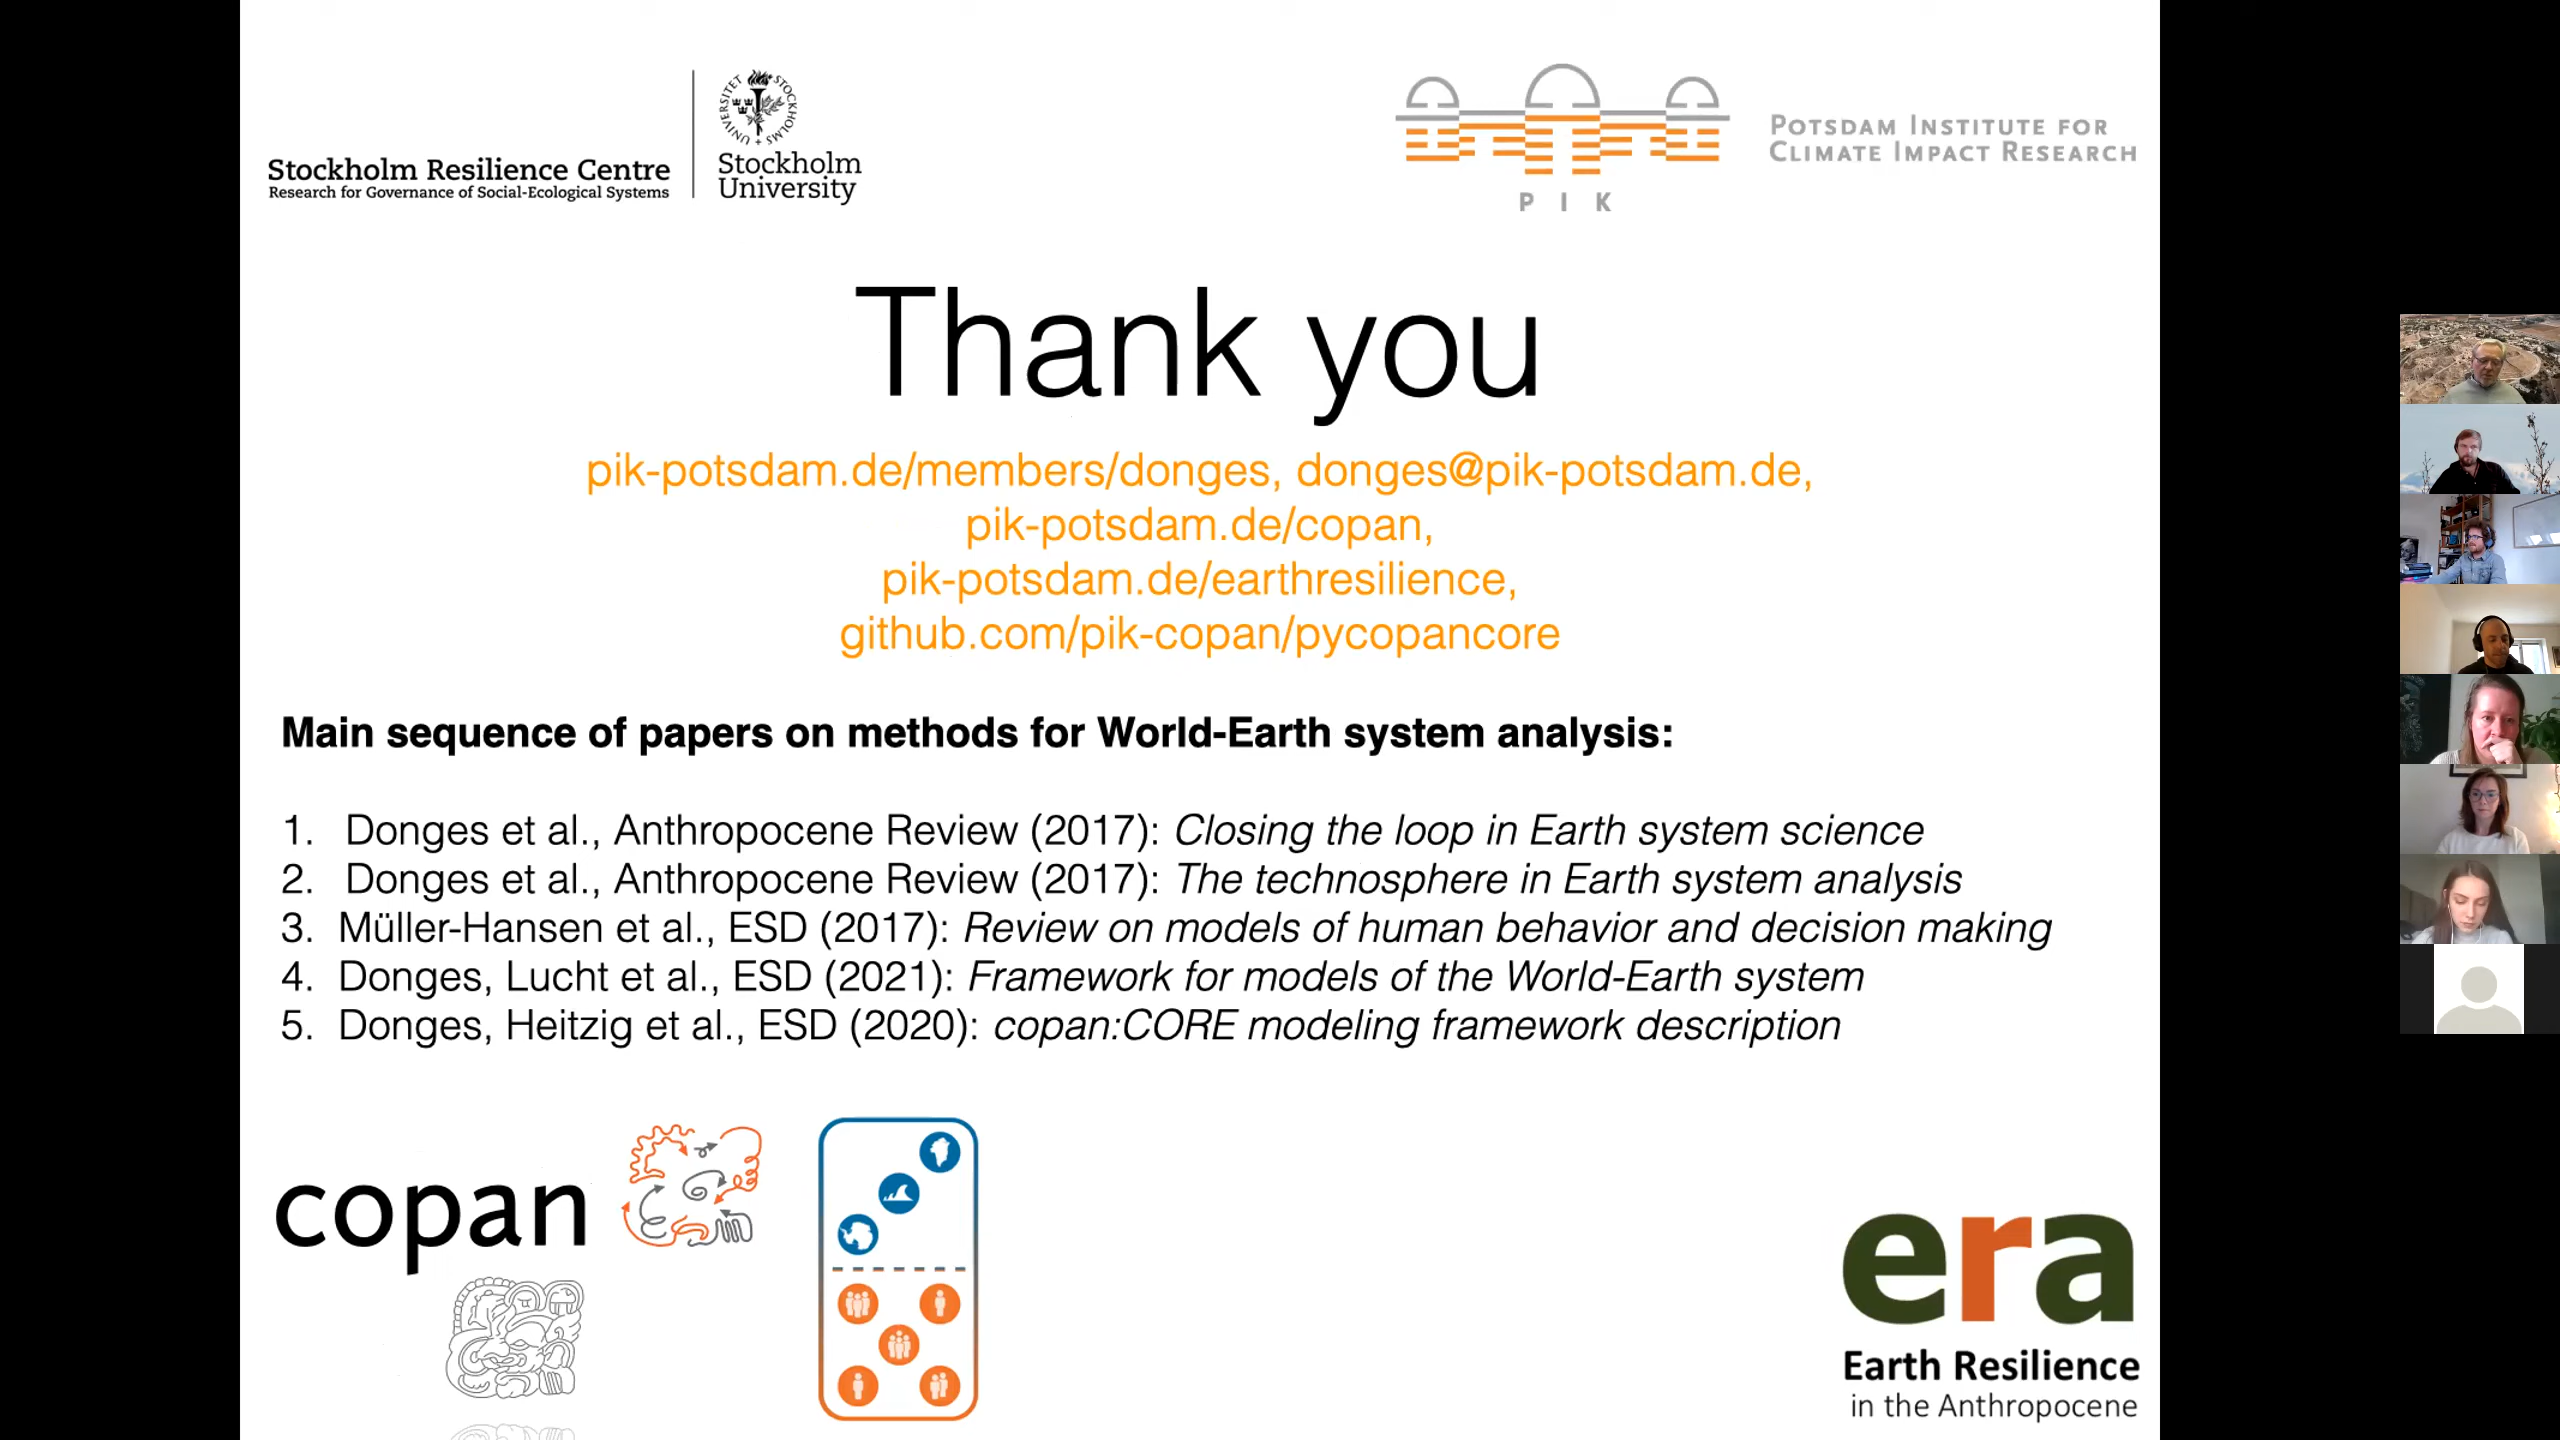 Stockholm Resilience Centre
Research for Governance of Social-Ecological Systems
STOCKHOLMS UNIVERSITET
Stockholm
University
PIK
POTSDAM INSTITUTE FOR
CLIMATE IMPACT RESEARCH
Thank you
pik-potsdam.de/members/donges, donges@pik-potsdam.de,
pik-potsdam.de/copan,
pik-potsdam.de/earthresilience,
github.com/pik-copan/pycopancore
Main sequence of papers on methods for World-Earth system analysis:
1. Donges et al., Anthropocene Review (2017): Closing the loop in Earth system science
2. Donges et al., Anthropocene Review (2017): The technosphere in Earth system analysis
3. Müller-Hansen et al., ESD (2017): Review on models of human behavior and decision making
4. Donges, Lucht et al., ESD (2021): Framework for models of the World-Earth system
5. Donges, Heitzig et al., ESD (2020): copan:CORE modeling framework description
copan
era
Earth Resilience
in the Anthropocene